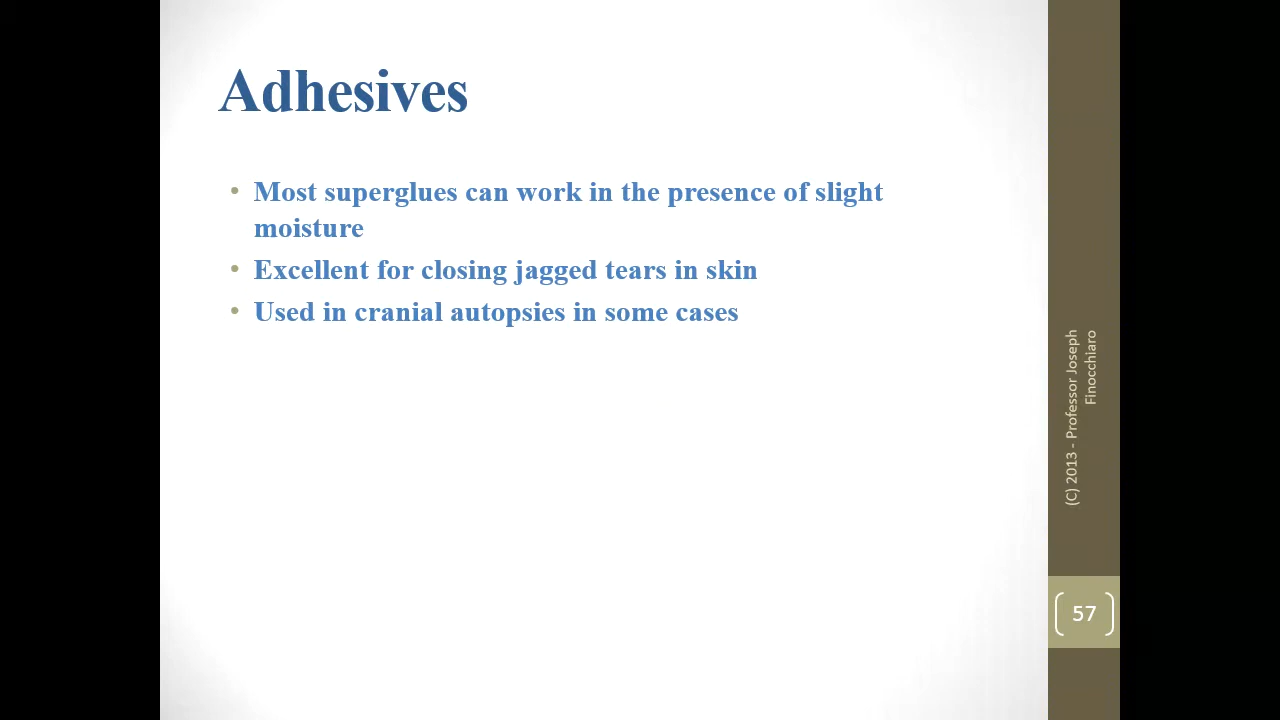 Adhesives
• Most superglues can work in the presence of slight
moisture
• Excellent for closing jagged tears in skin
• Used in cranial autopsies in some cases
(C) 2013 - Professor Joseph
Finocchiaro
57